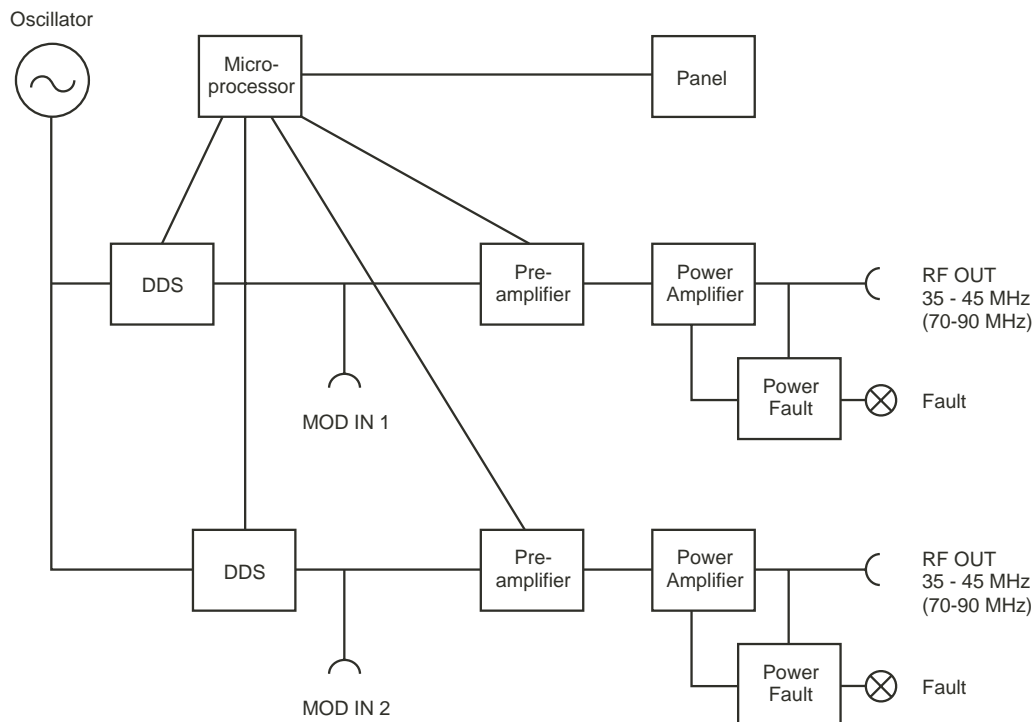 Oscillator
Micro-
processor
Panel
DDS
Pre-
amplifier
Power
Amplifier
RF OUT
35 - 45 MHz
(70-90 MHz)
MOD IN 1
Power
Fault
Fault
DDS
Pre-
amplifier
Power
Amplifier
RF OUT
35 - 45 MHz
(70-90 MHz)
MOD IN 2
Power
Fault
Fault